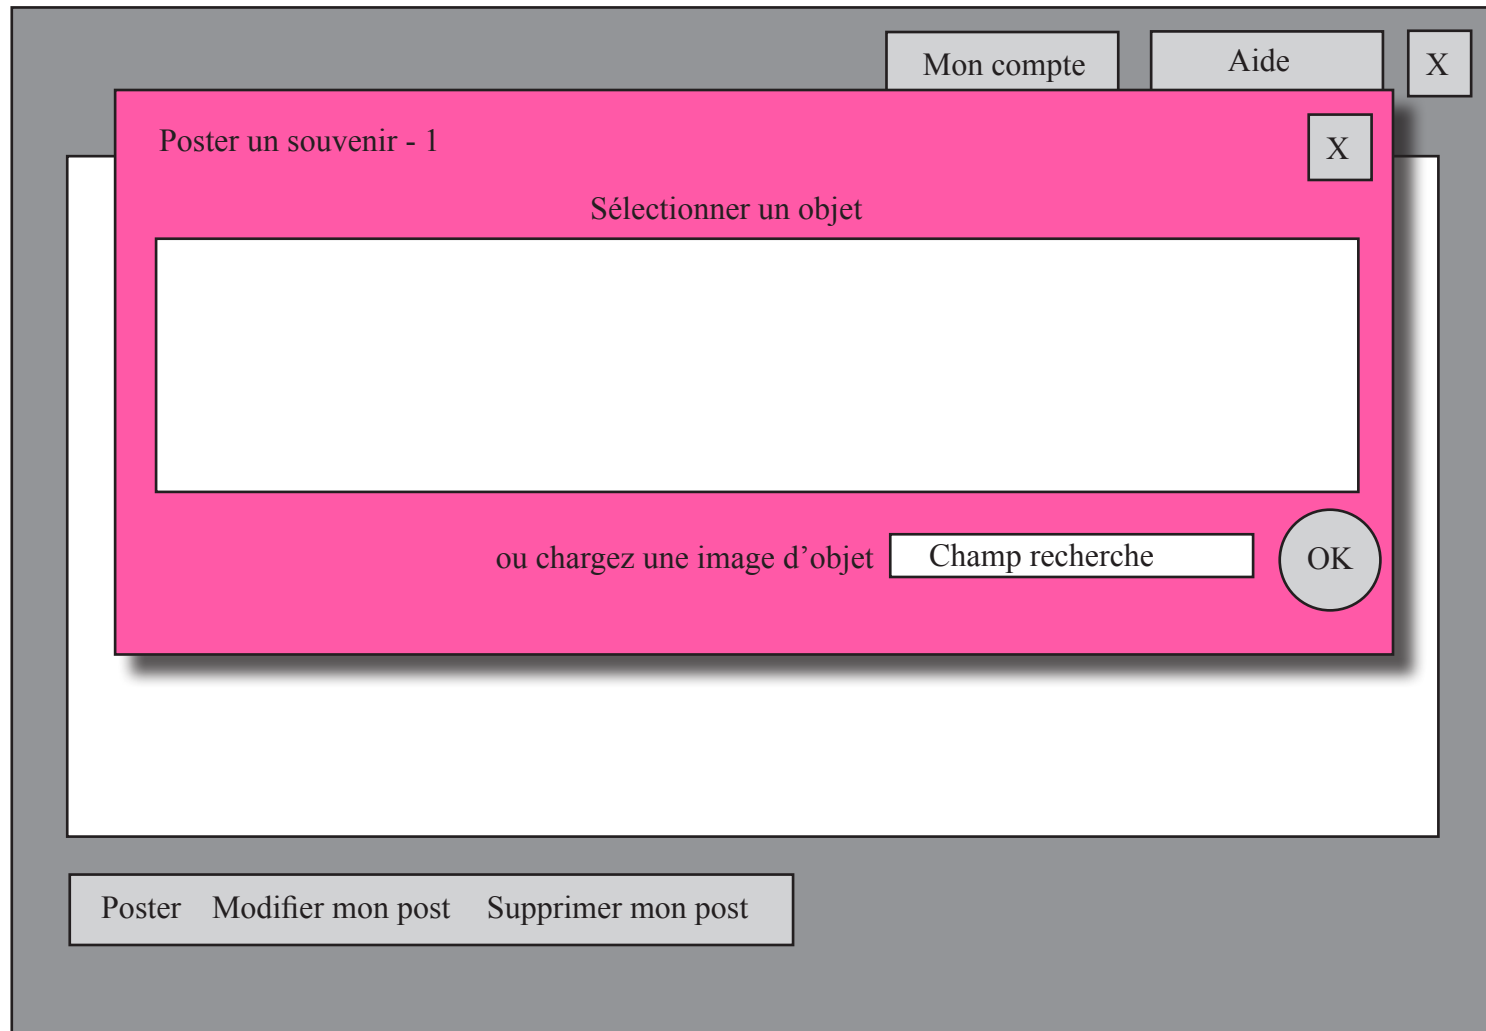 Mon compte
Aide
X
Poster un souvenir - 1
X
Sélectionner un objet
ou chargez une image d’objet
Champ recherche
OK
Poster Modifier mon post Supprimer mon post